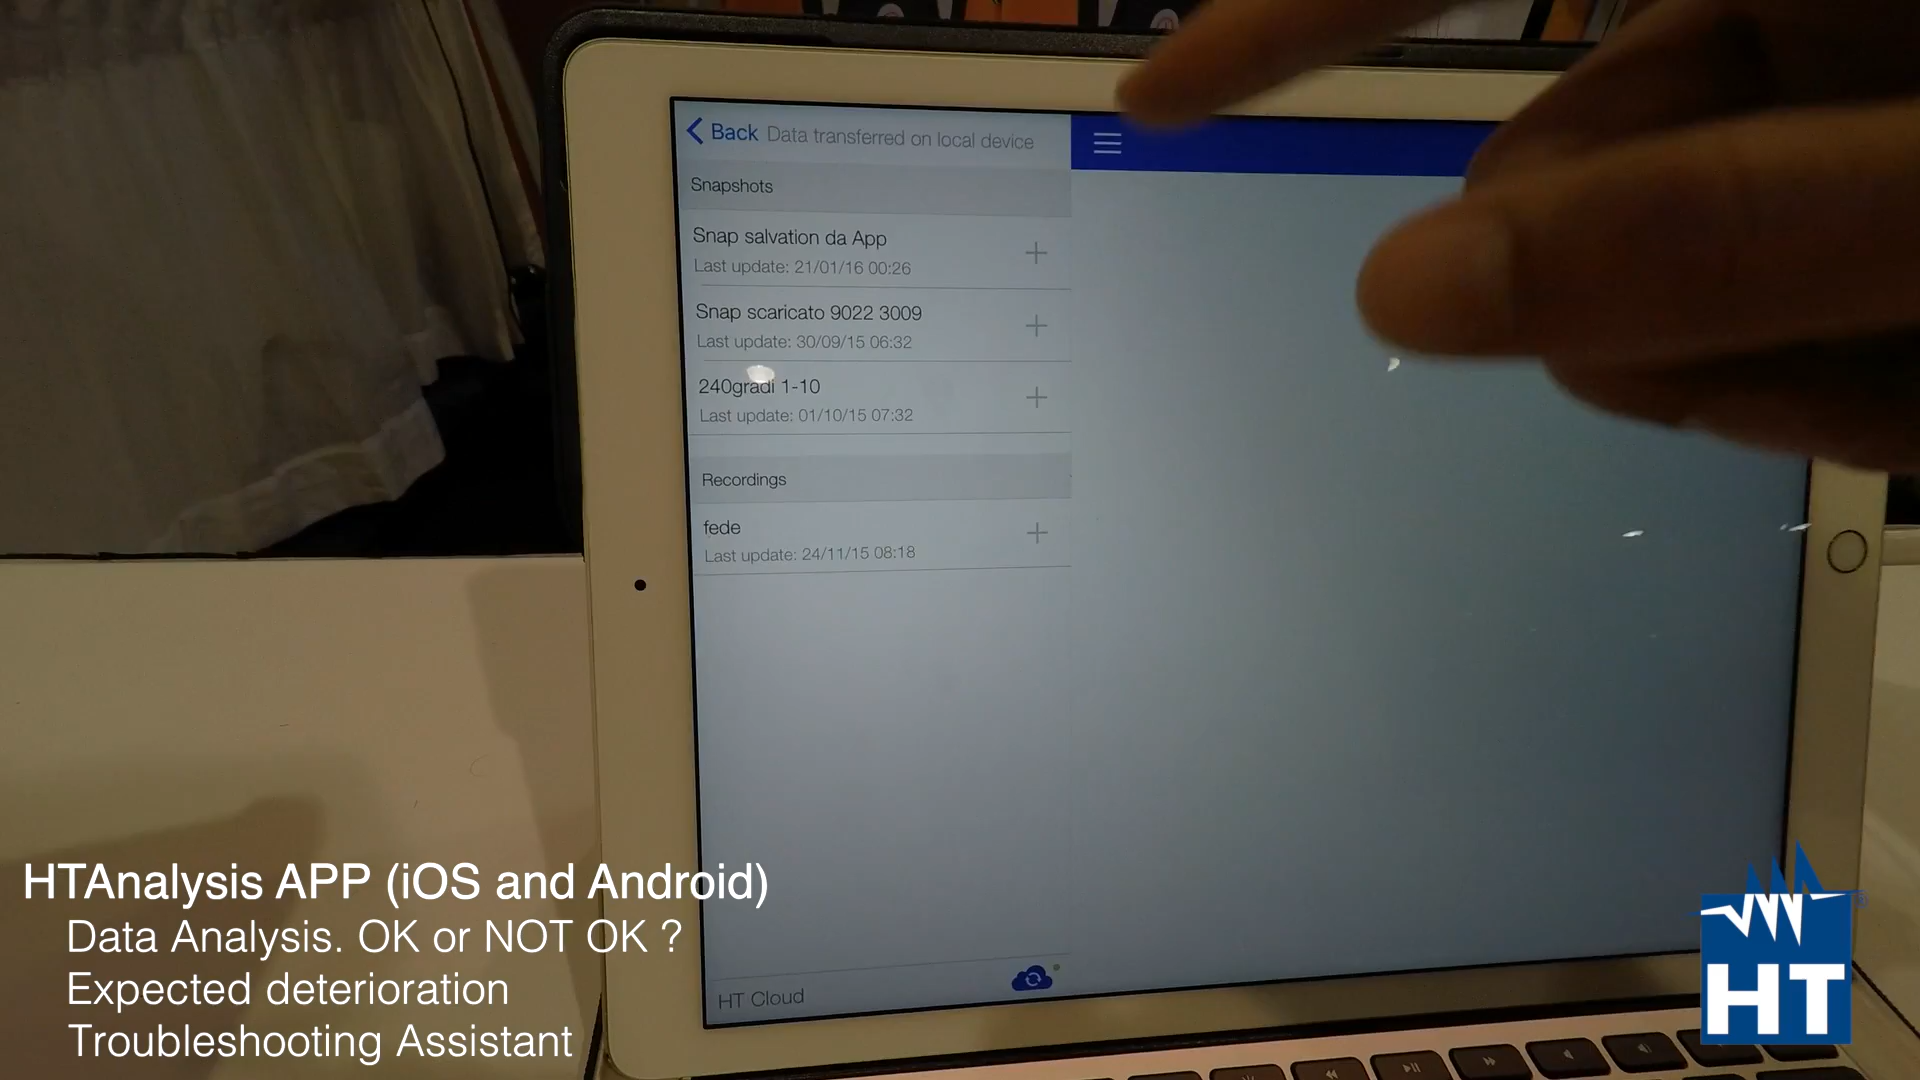 Back Data transferred on local device
Snapshots
Snap salvation da App
Last update: 21/01/16 00:26
Snap scaricato 9022 3009
Last update: 30/09/15 06:32
240gradi 1-10
Last update: 01/10/15 07:32
Recordings
fede
Last update: 24/11/15 08:18
HT Cloud
HTAnalysis APP (iOS and Android)
Data Analysis. OK or NOT OK ?
Expected deterioration
Troubleshooting Assistant
HT